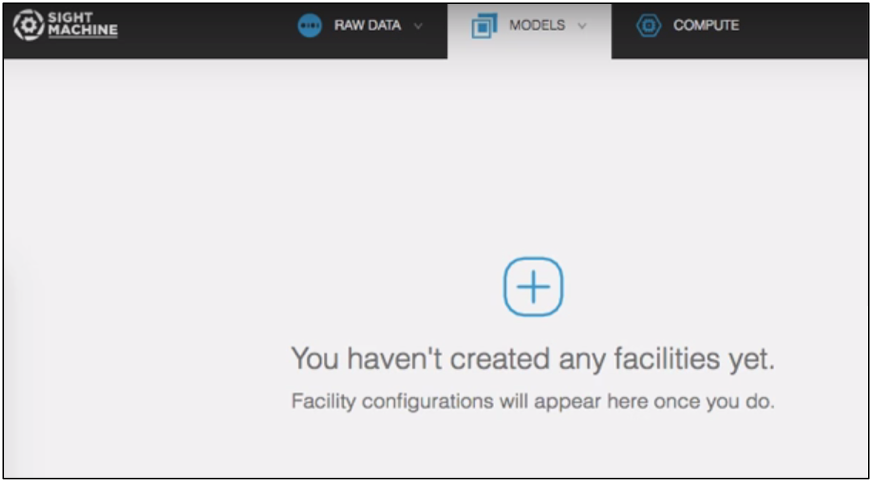 SIGHT
MACHINE
RAW DATA
MODELS
COMPUTE
You haven't created any facilities yet.
Facility configurations will appear here once you do.